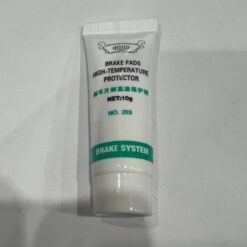 BRAKE PADS
HIGH-TEMPERATURE
PROTECTOR
刹车片耐高温保护剂
NET:10g
NO. 263
BRAKE SYSTEM